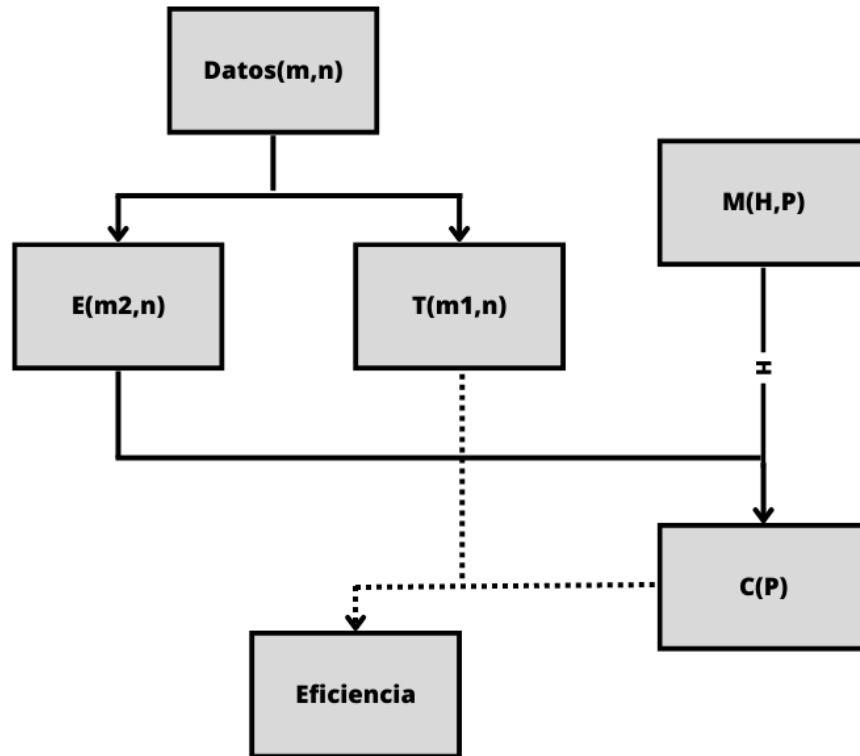 Datos(m,n)
M(H,P)
E(m2,n)
T(m1,n)
H
C(P)
Eficiencia